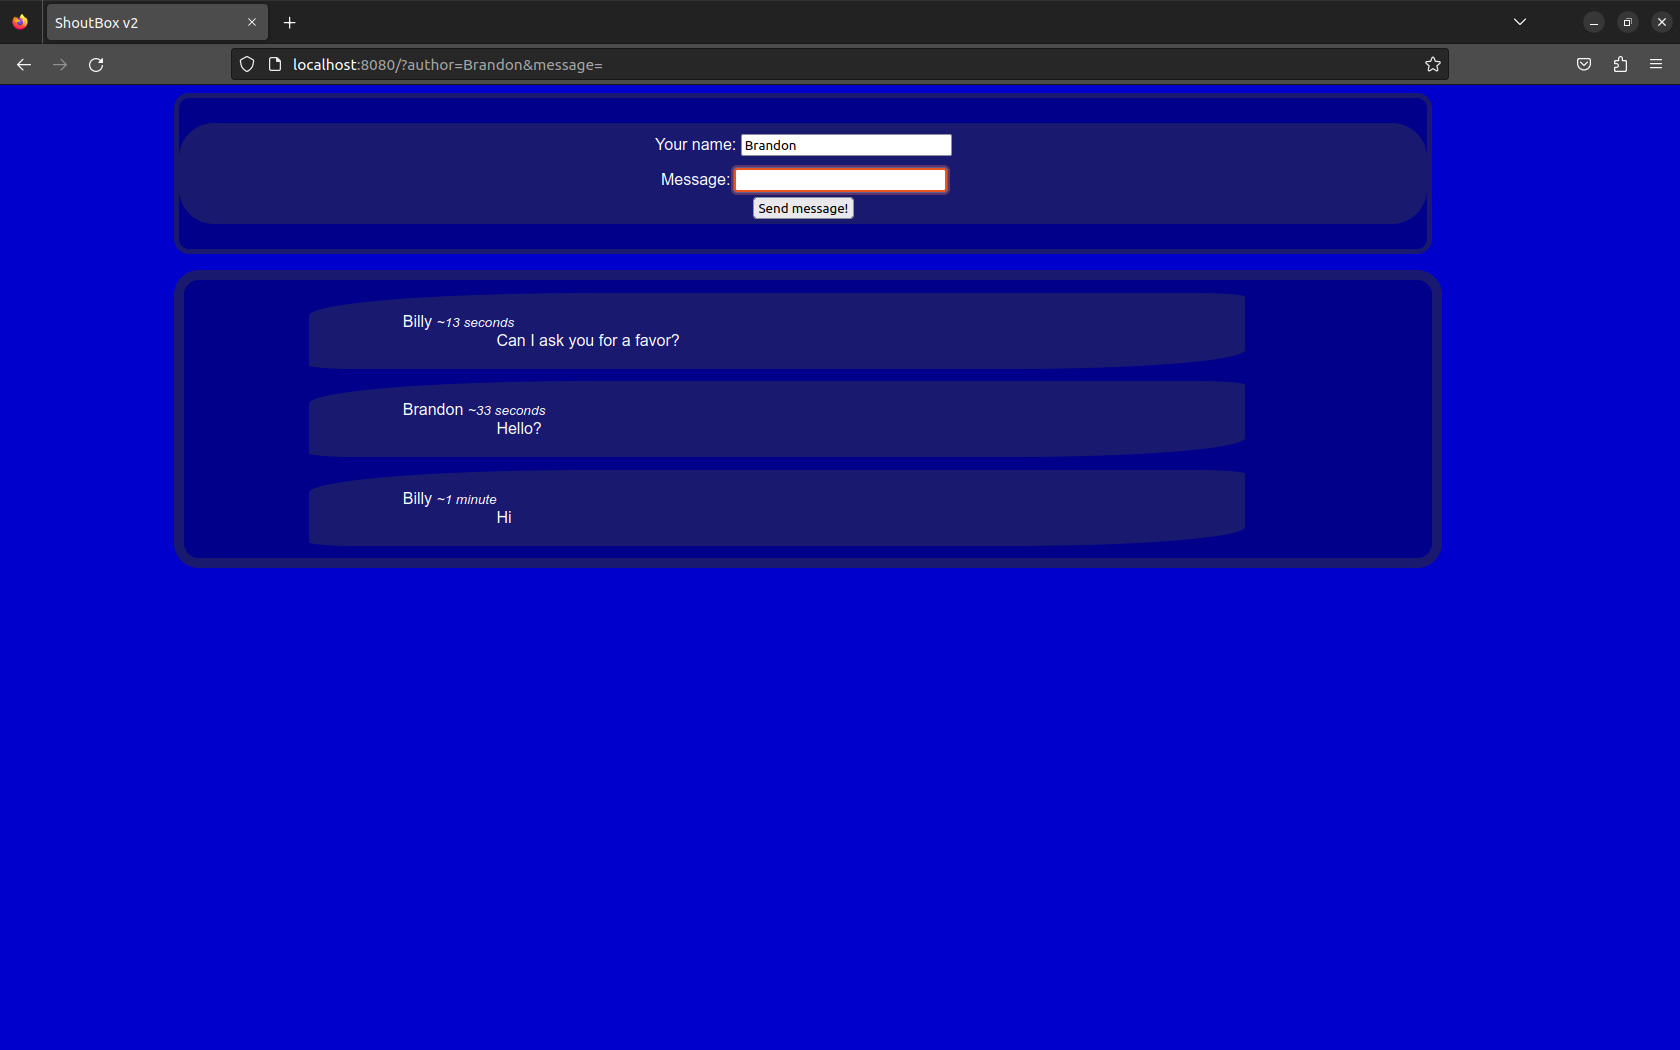 ShoutBox v2
localhost:8080/?author=Brandon&message=
Your name: Brandon
Message:
Send message!
Billy ~13 seconds
Can I ask you for a favor?
Brandon ~33 seconds
Hello?
Billy ~1 minute
Hi